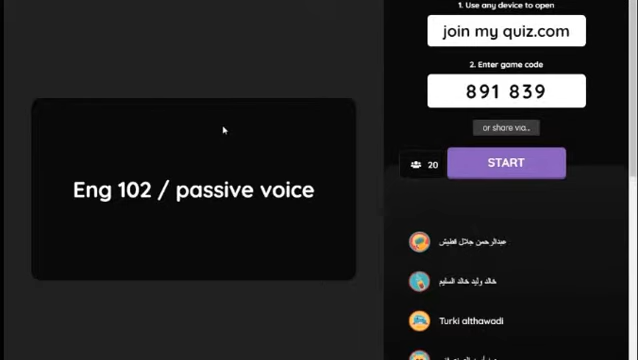 1. Use any device to open
join my quiz.com
2. Enter game code
891 839
or share via..
20
START
Eng 102 / passive voice
عبدالرحمن جلال الطيش
خالد وليد خالد السليم
Turki althawadi